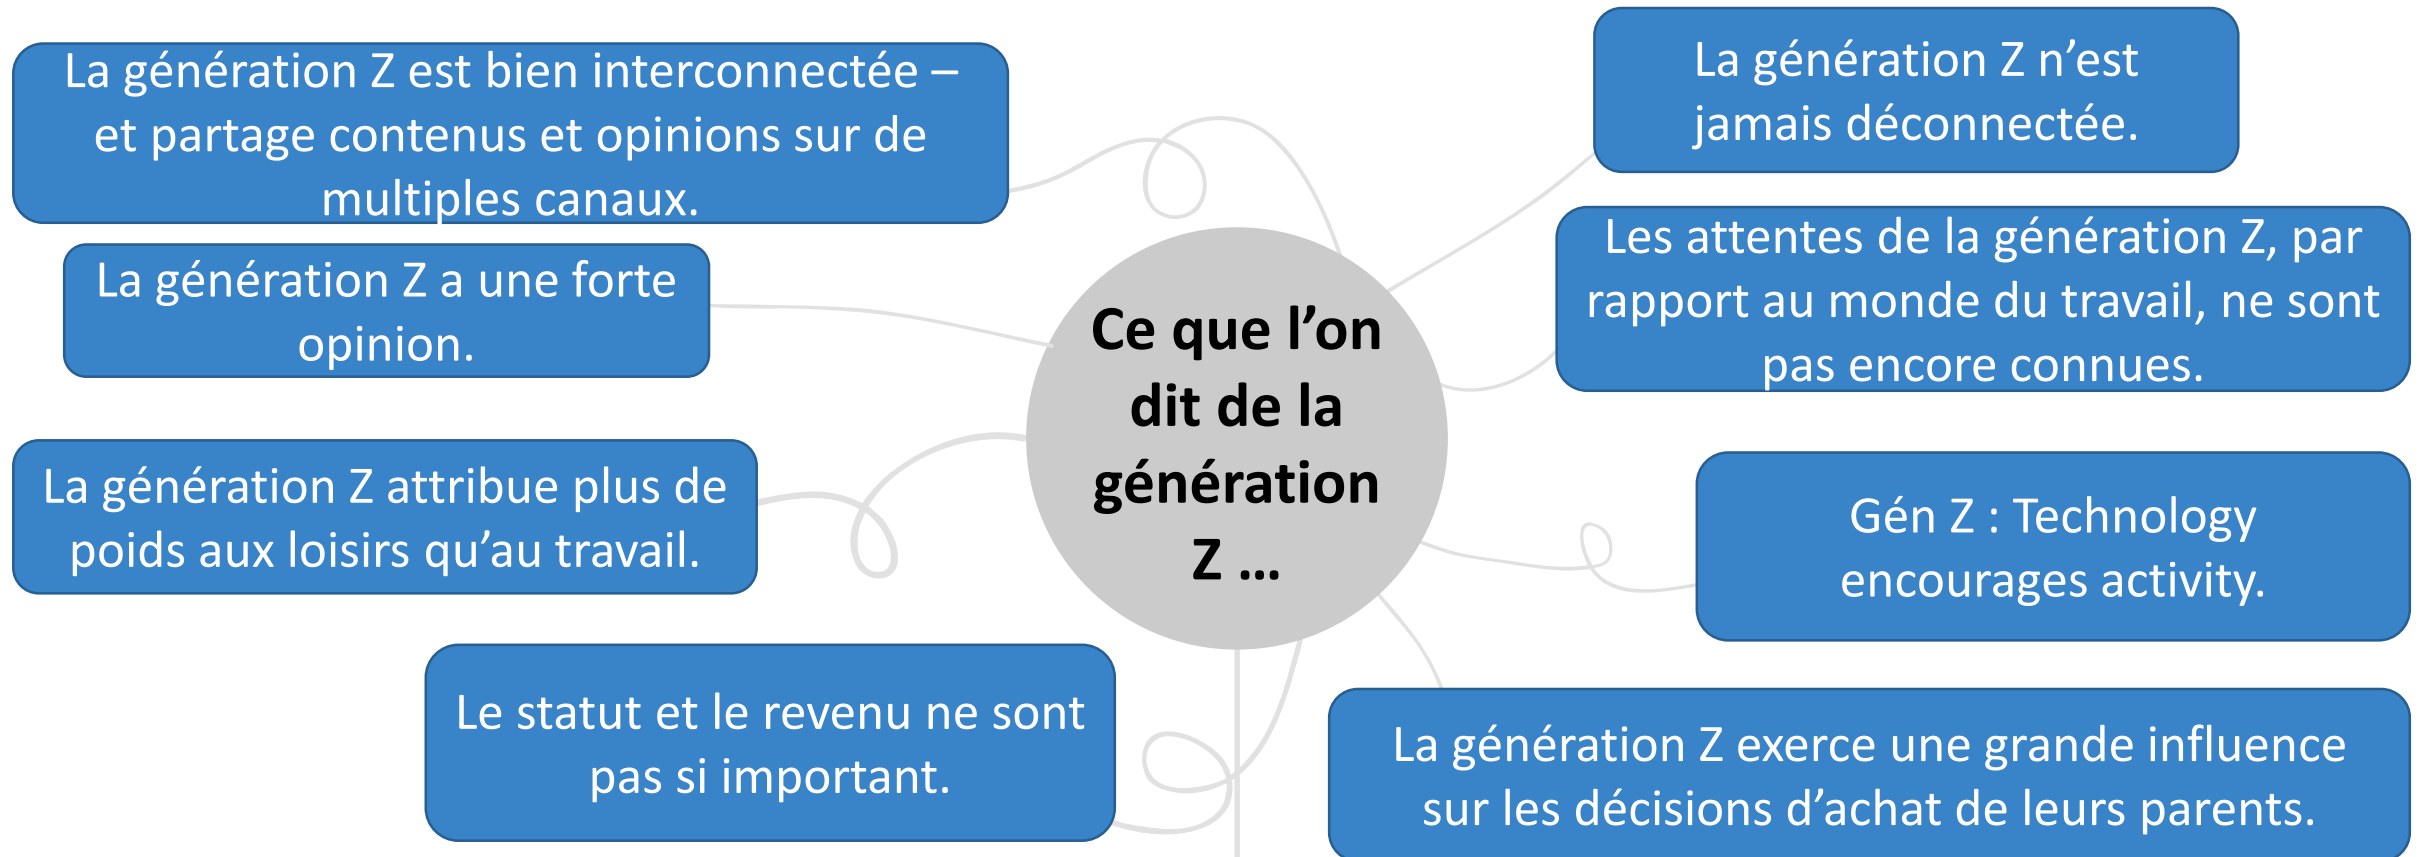 La génération Z est bien interconnectée –
et partage contenus et opinions sur de
multiples canaux.
La génération Z n’est
jamais déconnectée.
La génération Z a une forte
opinion.
Les attentes de la génération Z, par
rapport au monde du travail, ne sont
pas encore connues.
Ce que l’on
dit de la
génération
Z ...
La génération Z attribue plus de
poids aux loisirs qu’au travail.
Gén Z : Technology
encourages activity.
Le statut et le revenu ne sont
pas si important.
La génération Z exerce une grande influence
sur les décisions d’achat de leurs parents.